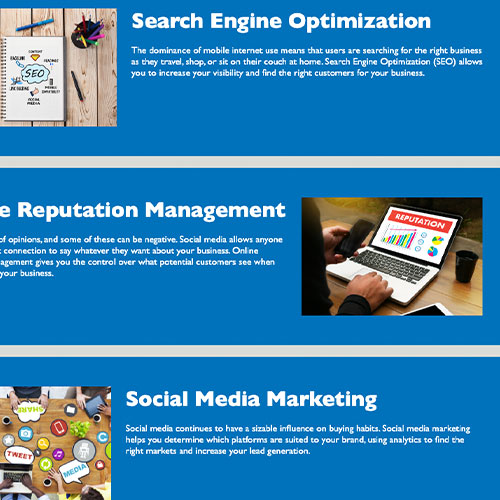 Search Engine Optimization
The dominance of mobile internet use means that users are searching for the right business
as they travel, shop, or sit on their couch at home. Search Engine Optimization (SEO) allows
you to increase your visibility and find the right customers for your business.
CONTENT
SEO
SOCIAL
MEDIA
e Reputation Management
of opinions, and some of these can be negative. Social media allows anyone
connection to say whatever they want about your business. Online
agement gives you the control over what potential customers see when
your business.
REPUTATION
Social Media Marketing
Social media continues to have a sizable influence on buying habits. Social media marketing
helps you determine which platforms are suited to your brand, using analytics to find the
right markets and increase your lead generation.
SHARE
TWEET
MEDIA